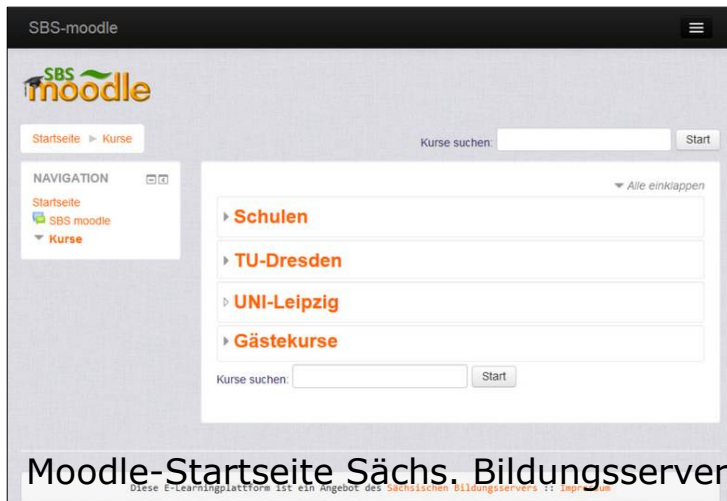 SBS-moodle
SBS
moodle
Startseite ► Kurse
Kurse suchen:
Start
NAVIGATION
Startseite
SBS moodle
Kurse
Alle einklappen
Schulen
TU-Dresden
UNI-Leipzig
Gästekurse
Kurse suchen:
Start
Moodle-Startseite Sächs. Bildungsserver
Diese E-Learningplattform ist ein Angebot des Sächsischen Bildungsservers :: Impressum